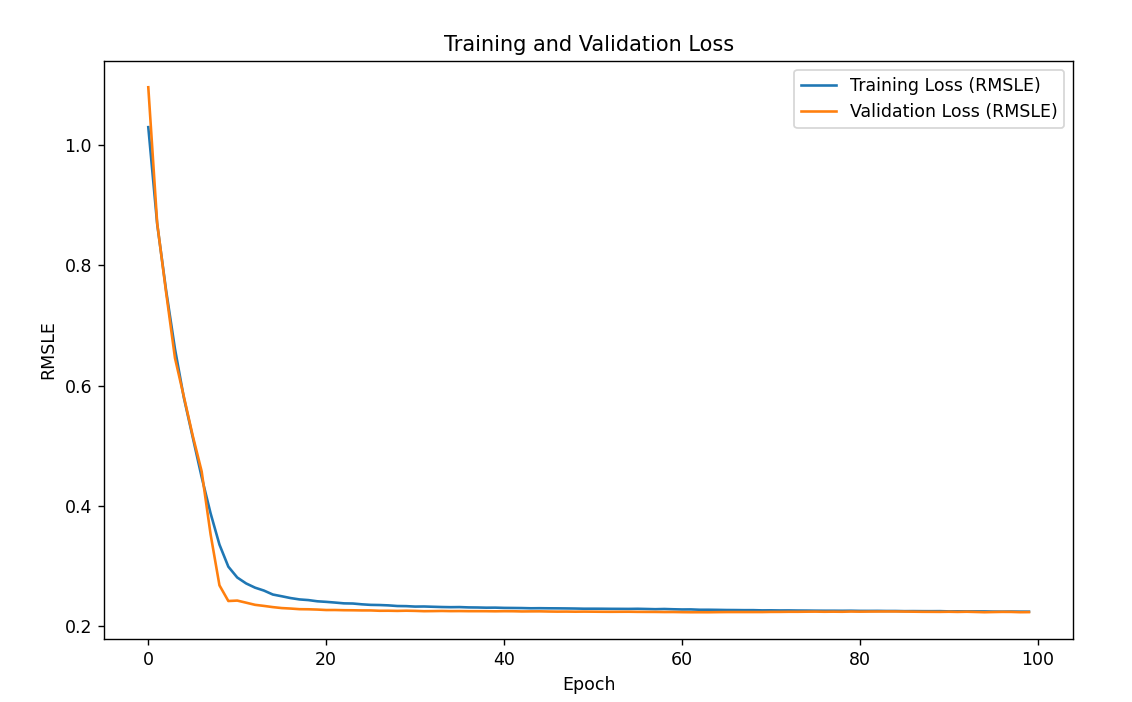 Training and Validation Loss
Training Loss (RMSLE)
Validation Loss (RMSLE)
1.0
0.8
0.6
0.4
0.2
RMSLE
0 20 40 60 80 100
Epoch